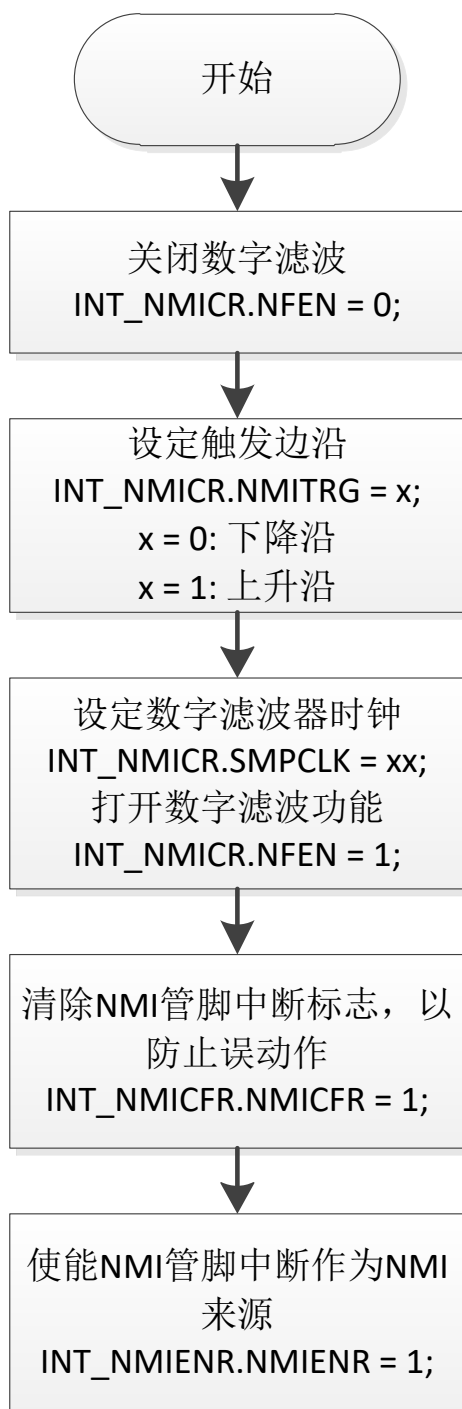 开始
关闭数字滤波
INT_NMICR.NFEN = 0;
设定触发边沿
INT_NMICR.NMITRG = x;
x = 0: 下降沿
x = 1: 上升沿
设定数字滤波器时钟
INT_NMICR.SMPCLK = xx;
打开数字滤波功能
INT_NMICR.NFEN = 1;
清除NMI管脚中断标志，以
防止误动作
INT_NMICFR.NMICFR = 1;
使能NMI管脚中断作为NMI
来源
INT_NMIENR.NMIENR = 1;